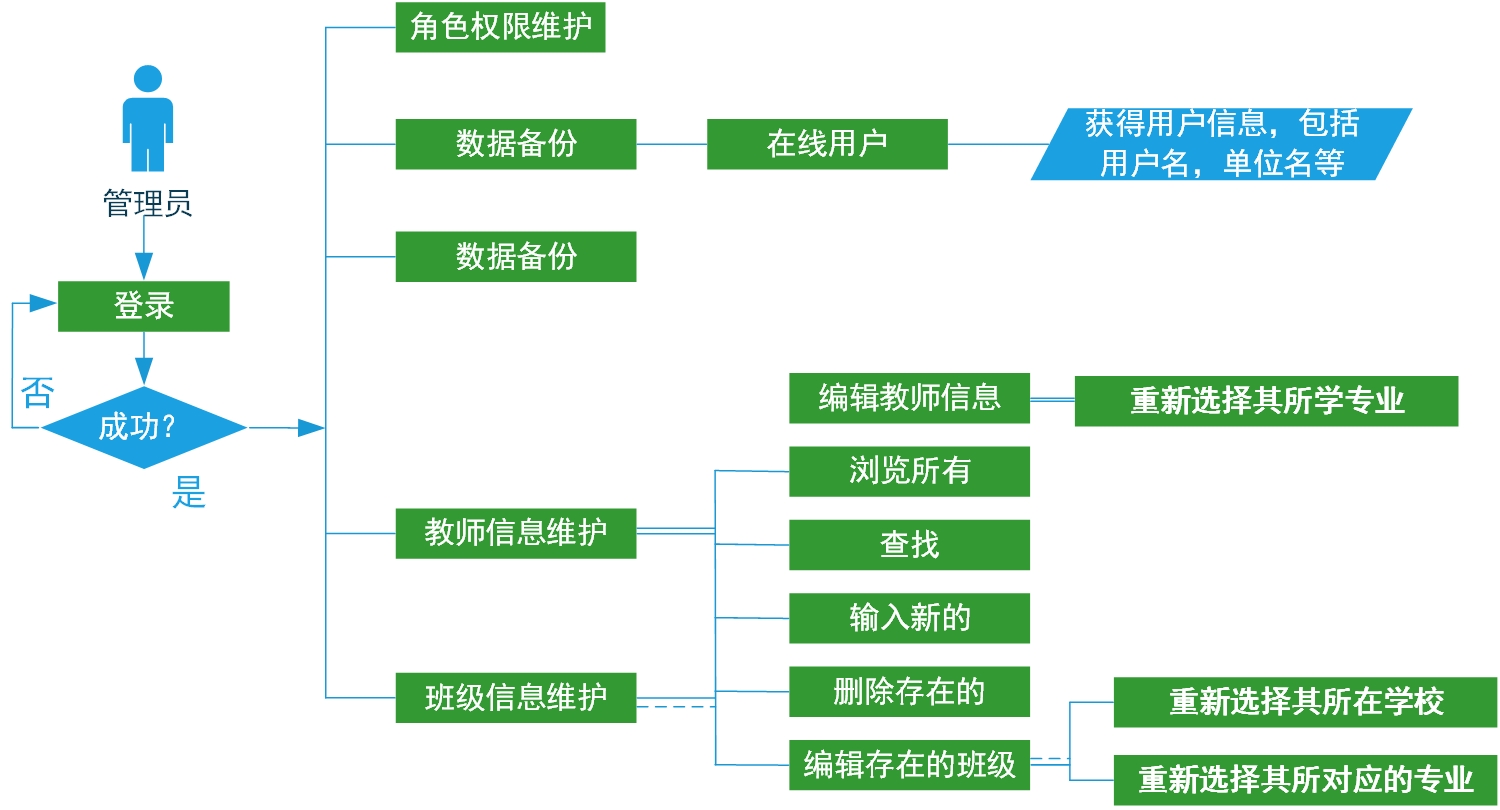 角色权限维护
数据备份
在线用户
获得用户信息，包括
用户名，单位名等
管理员
数据备份
登录
否
成功？
是
编辑教师信息
重新选择其所学专业
浏览所有
教师信息维护
查找
输入新的
班级信息维护
删除存在的
重新选择其所在学校
编辑存在的班级
重新选择其所对应的专业